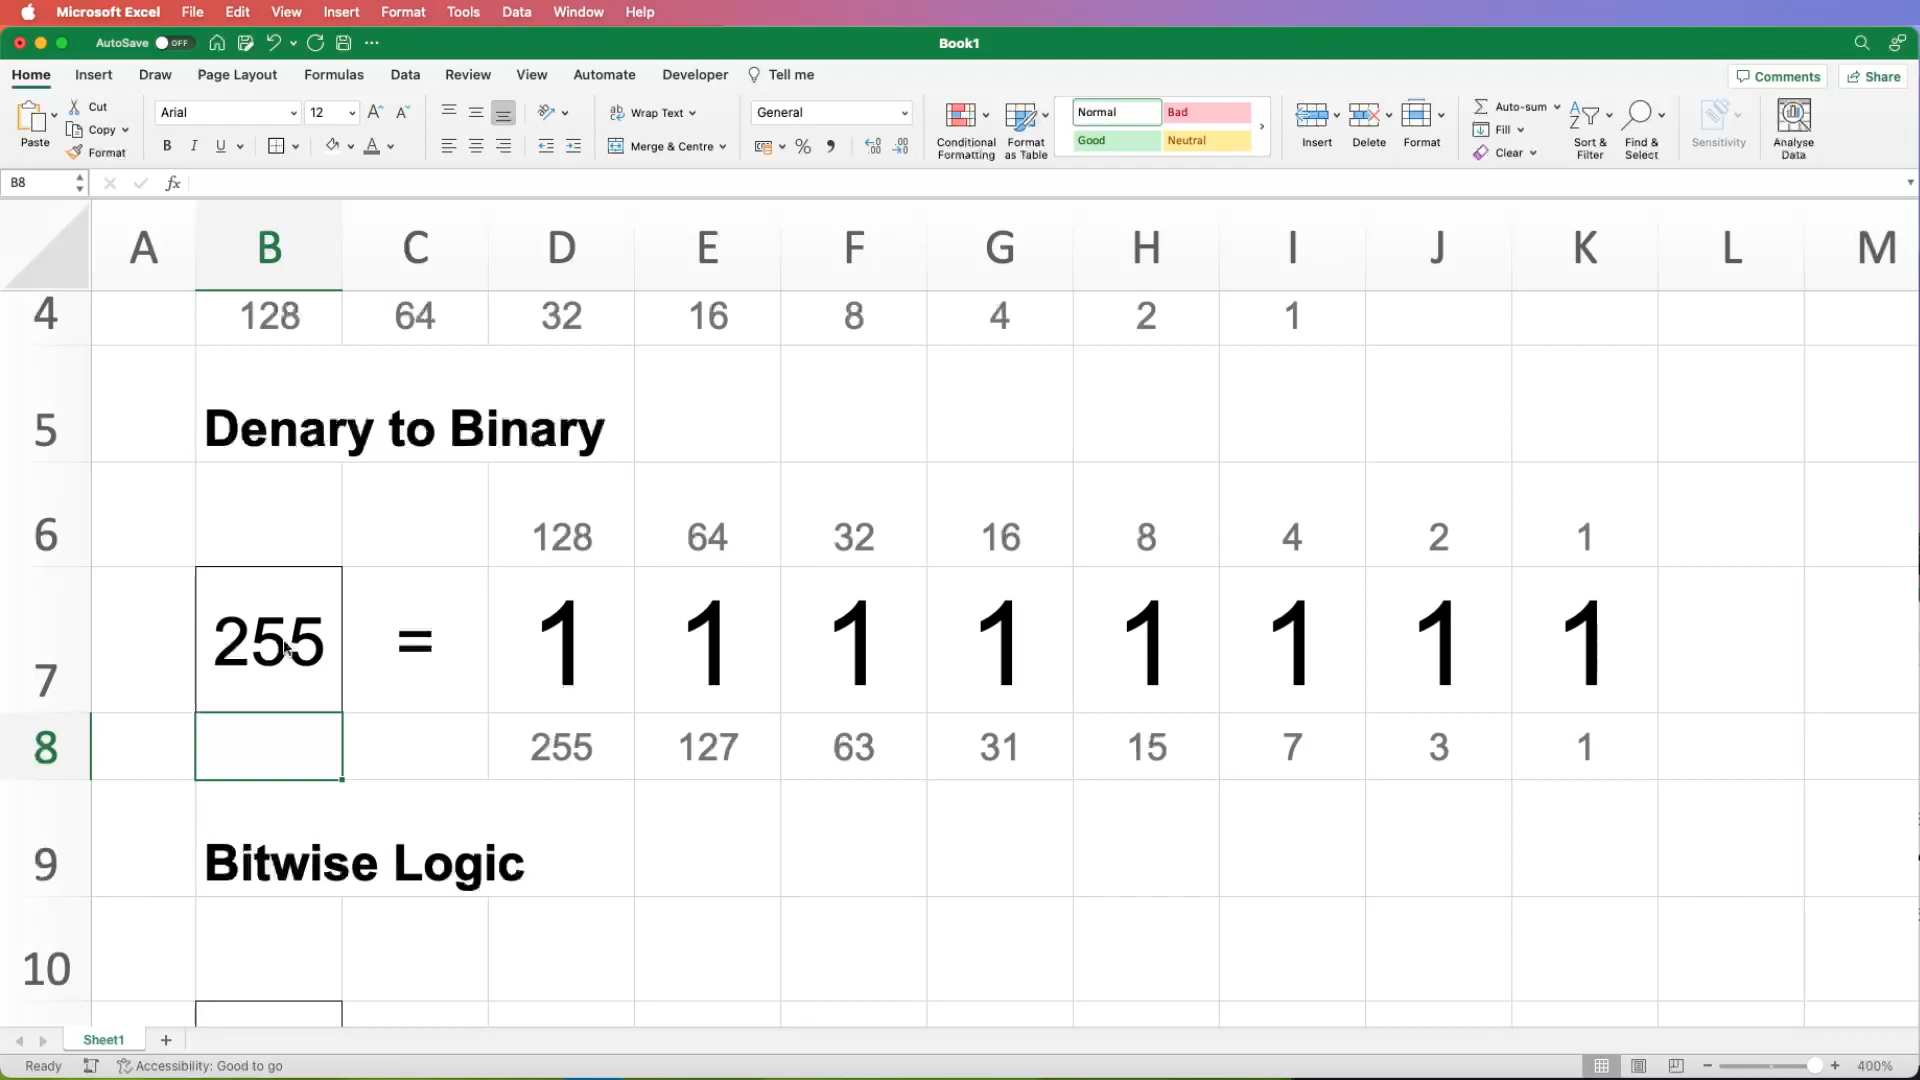 Microsoft Excel File Edit View Insert Format Tools Data Window Help
AutoSave OFF Book1
Home Insert Draw Page Layout Formulas Data Review View Automate Developer Tell me Comments Share
Paste Cut Copy Format Arial 12 Wrap Text Merge & Centre General Conditional Formatting Format as Table Normal Bad Good Neutral Insert Delete Format Auto-sum Fill Clear Sort & Filter Find & Select Sensitivity Analyse Data
B8 fx
A B C D E F G H I J K L M
4 128 64 32 16 8 4 2 1
5 Denary to Binary
6 128 64 32 16 8 4 2 1
7 255 = 1 1 1 1 1 1 1 1
8 255 127 63 31 15 7 3 1
9 Bitwise Logic
10
Sheet1 +
Ready Accessibility: Good to go 400%